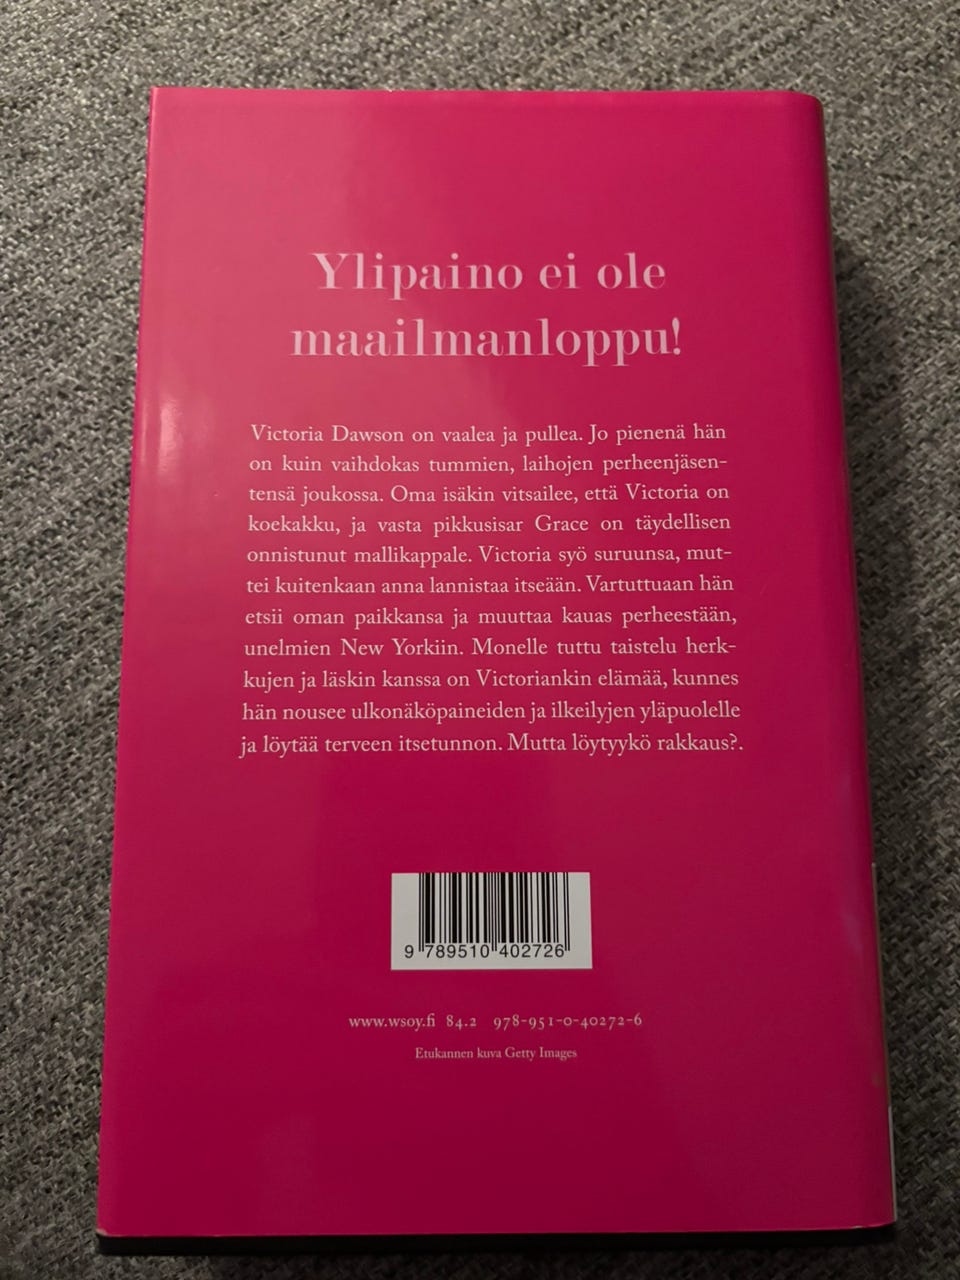 Ylipaino ei ole
maailmanloppu!
Victoria Dawson on vaalea ja pullea. Jo pienenä hän
on kuin vaihdokas tummien, laihojen perheenjäsen-
tensä joukossa. Oma isäkin vitsailee, että Victoria on
koekakku, ja vasta pikkusisar Grace on täydellisen
onnistunut mallikappale. Victoria syö suruunsa, mut-
tei kuitenkaan anna lannistaa itseään. Vartuttuaan hän
etsii oman paikkansa ja muuttaa kauas perheestään,
unelmien New Yorkiin. Monelle tuttu taistelu herk-
kujen ja läskin kanssa on Victoriankin elämää, kunnes
hän nousee ulkonäköpaineiden ja ilkeilyjen yläpuolelle
ja löytää terveen itsetunnon. Mutta löytyykö rakkaus?.
9 789510 402726
www.wsoy.fi 84.2 978-951-0-40272-6
Etukannen kuva Getty Images